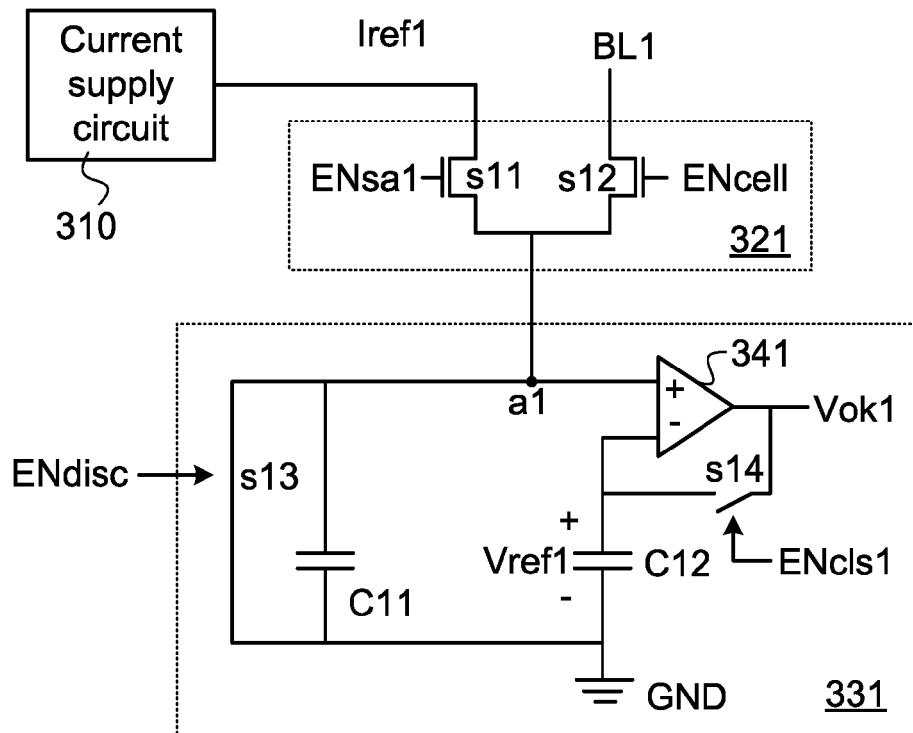 Current
supply
circuit
310
Iref1
BL1
ENsa1
s11
s12
ENcell
321
341
a1
+
-
Vok1
s14
ENdisc
s13
+
Vref1
-
C12
ENcls1
C11
GND
331